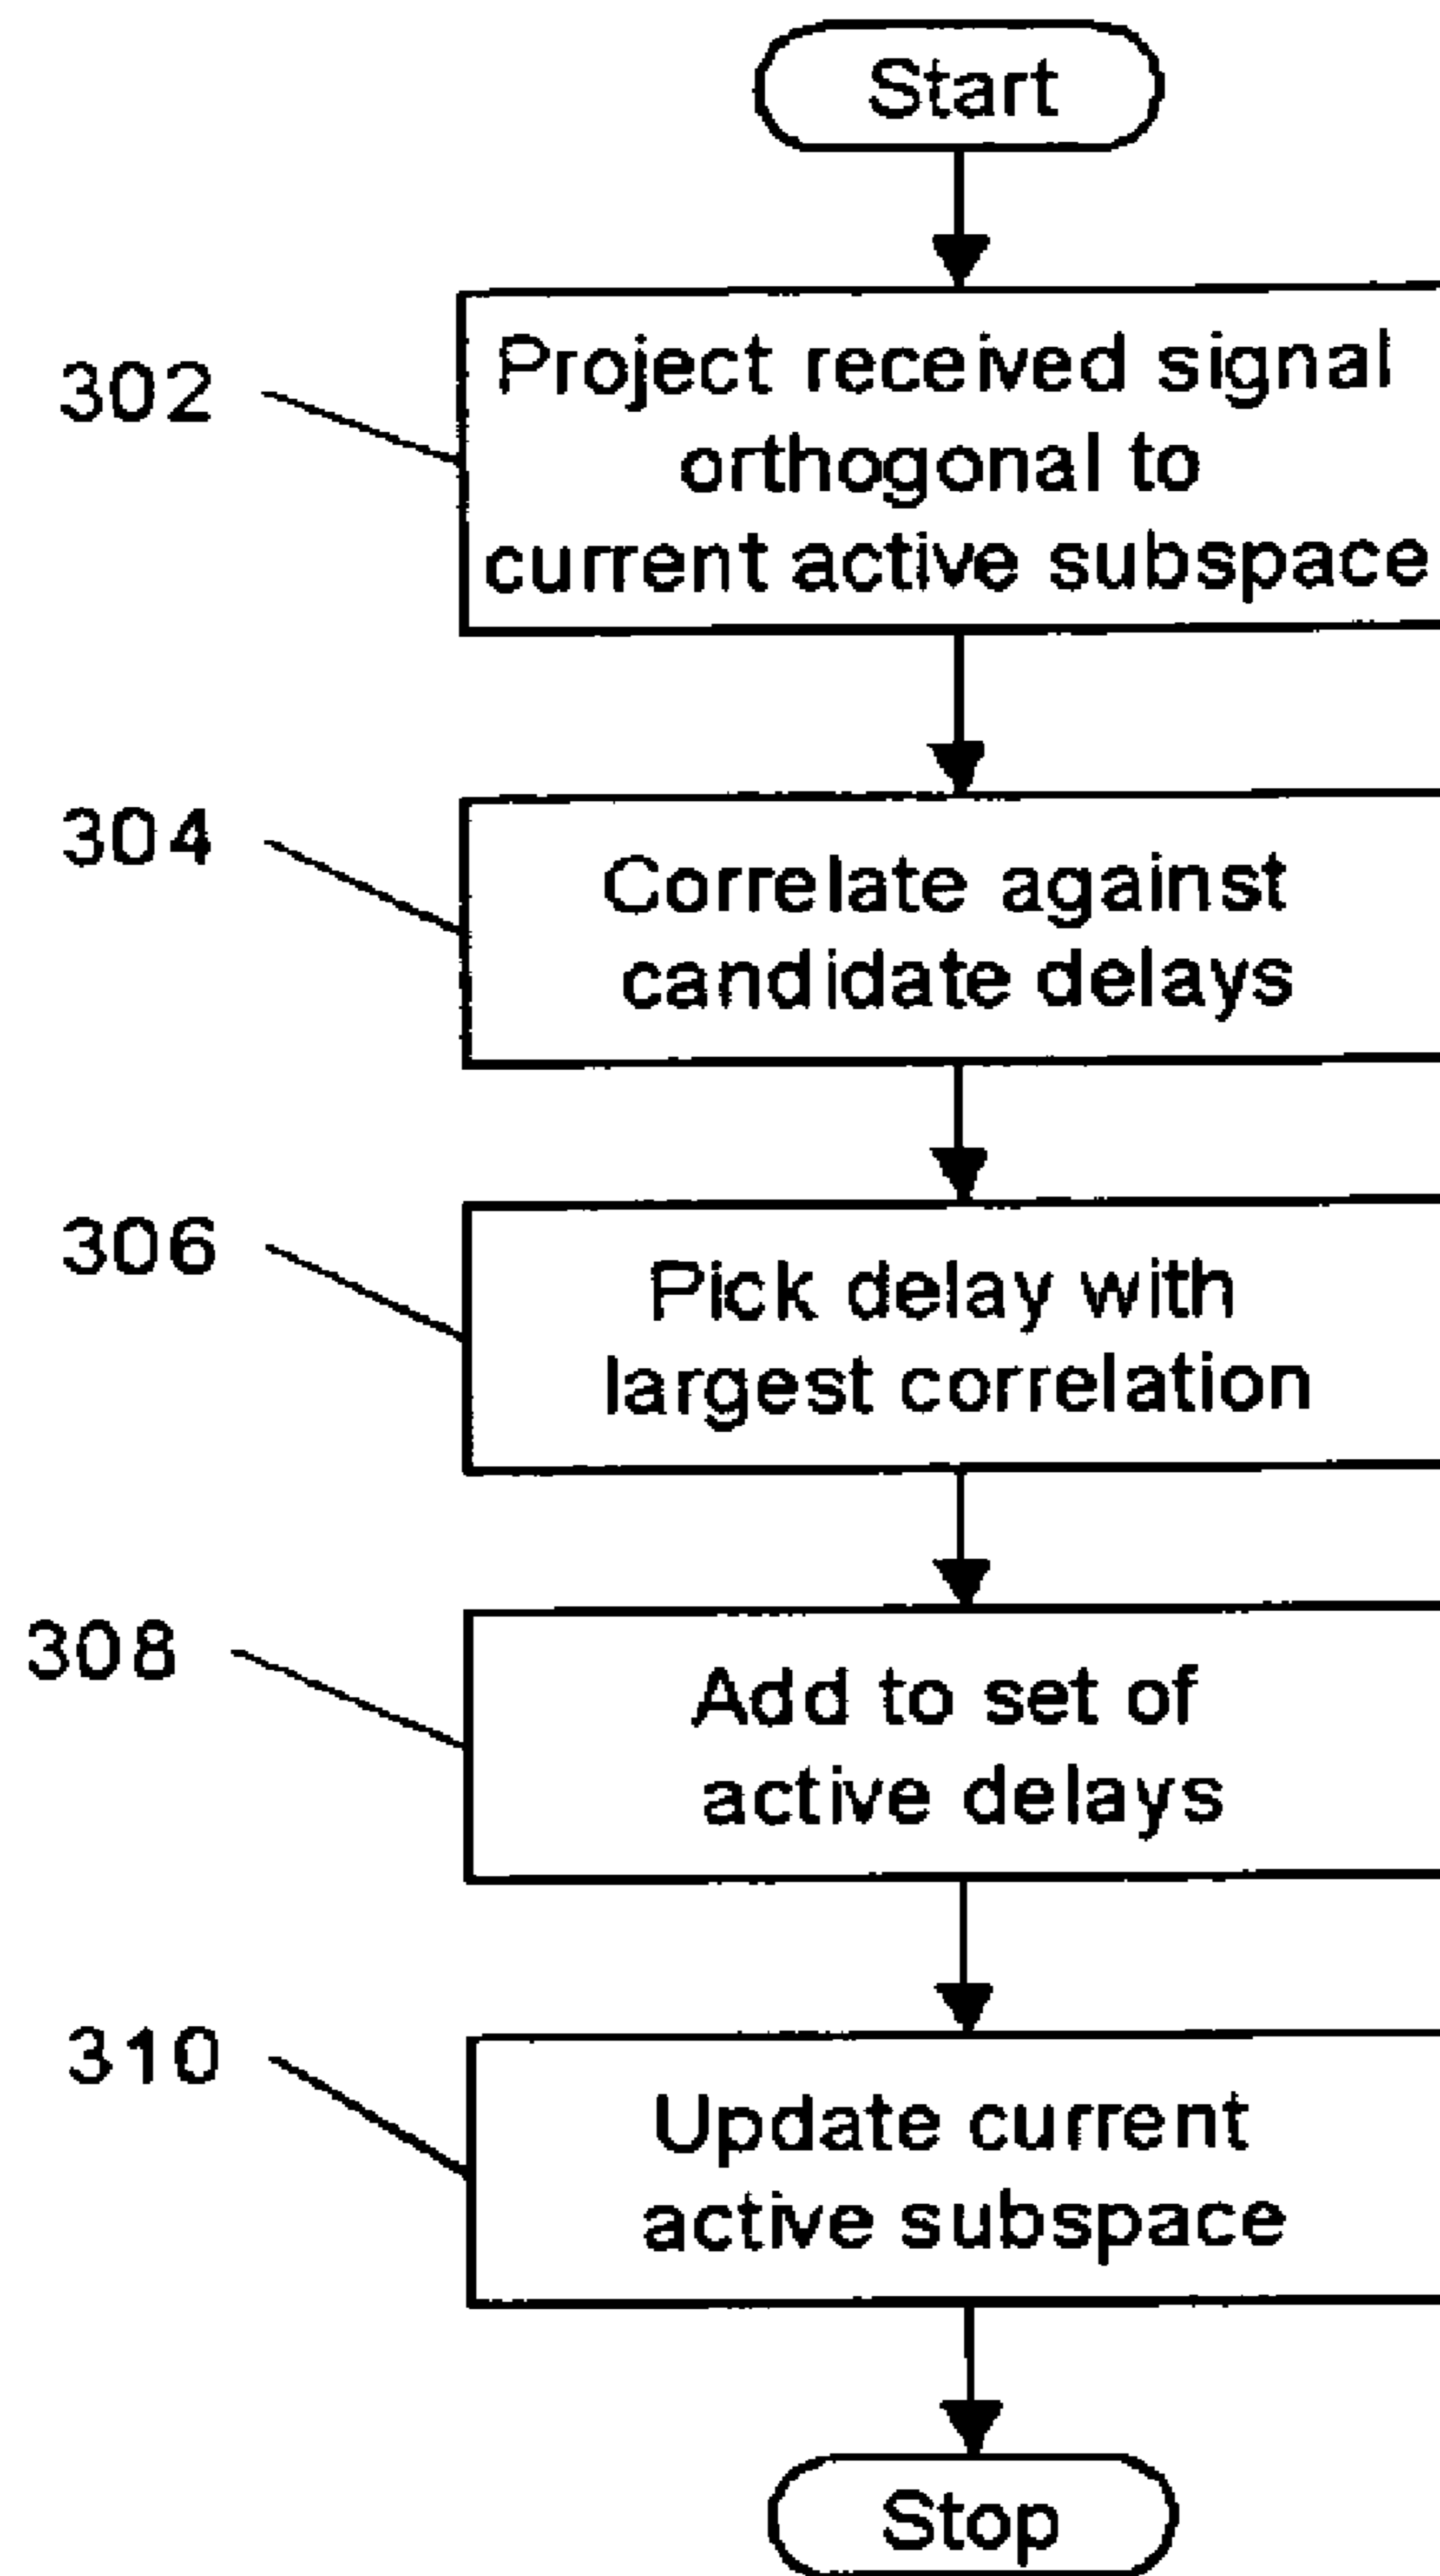 Start
302
Project received signal
orthogonal to
current active subspace
304
Correlate against
candidate delays
306
Pick delay with
largest correlation
308
Add to set of
active delays
310
Update current
active subspace
Stop